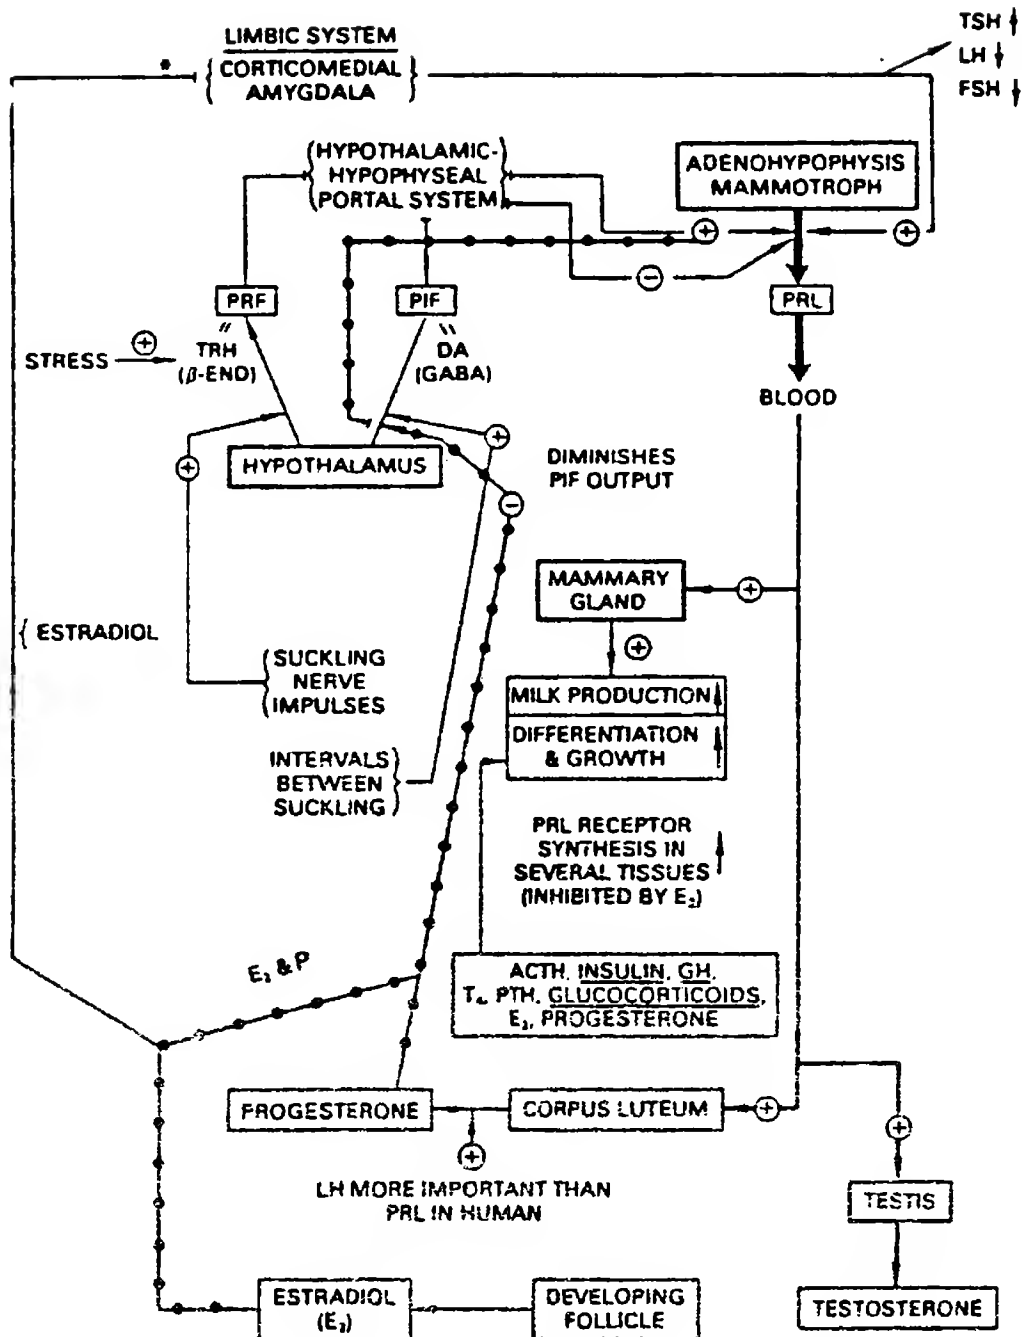 LIMBIC SYSTEM
* { CORTICOMEDIAL }
AMYGDALA
TSH ↑
LH ↓
FSH ↓
(HYPOTHALAMIC-
HYPOPHYSEAL
PORTAL SYSTEM)
ADENOHYPOPHYSIS
MAMMOTROPH
+
+
−
PRF
PIF
PRL
STRESS
+
"
TRH
(β-END)
"
DA
(GABA)
BLOOD
+
HYPOTHALAMUS
+
−
DIMINISHES
PIF OUTPUT
MAMMARY
GLAND
+
+
{ ESTRADIOL
SUCKLING
NERVE
IMPULSES
MILK PRODUCTION ↑
DIFFERENTIATION
& GROWTH ↑
INTERVALS
BETWEEN
SUCKLING
PRL RECEPTOR
SYNTHESIS IN
SEVERAL TISSUES ↑
(INHIBITED BY E₂)
E₂ & P
ACTH, INSULIN, GH,
T₄, PTH, GLUCOCORTICOIDS,
E₂, PROGESTERONE
PROGESTERONE
CORPUS LUTEUM
+
+
+
LH MORE IMPORTANT THAN
PRL IN HUMAN
TESTIS
ESTRADIOL
(E₂)
DEVELOPING
FOLLICLE
TESTOSTERONE